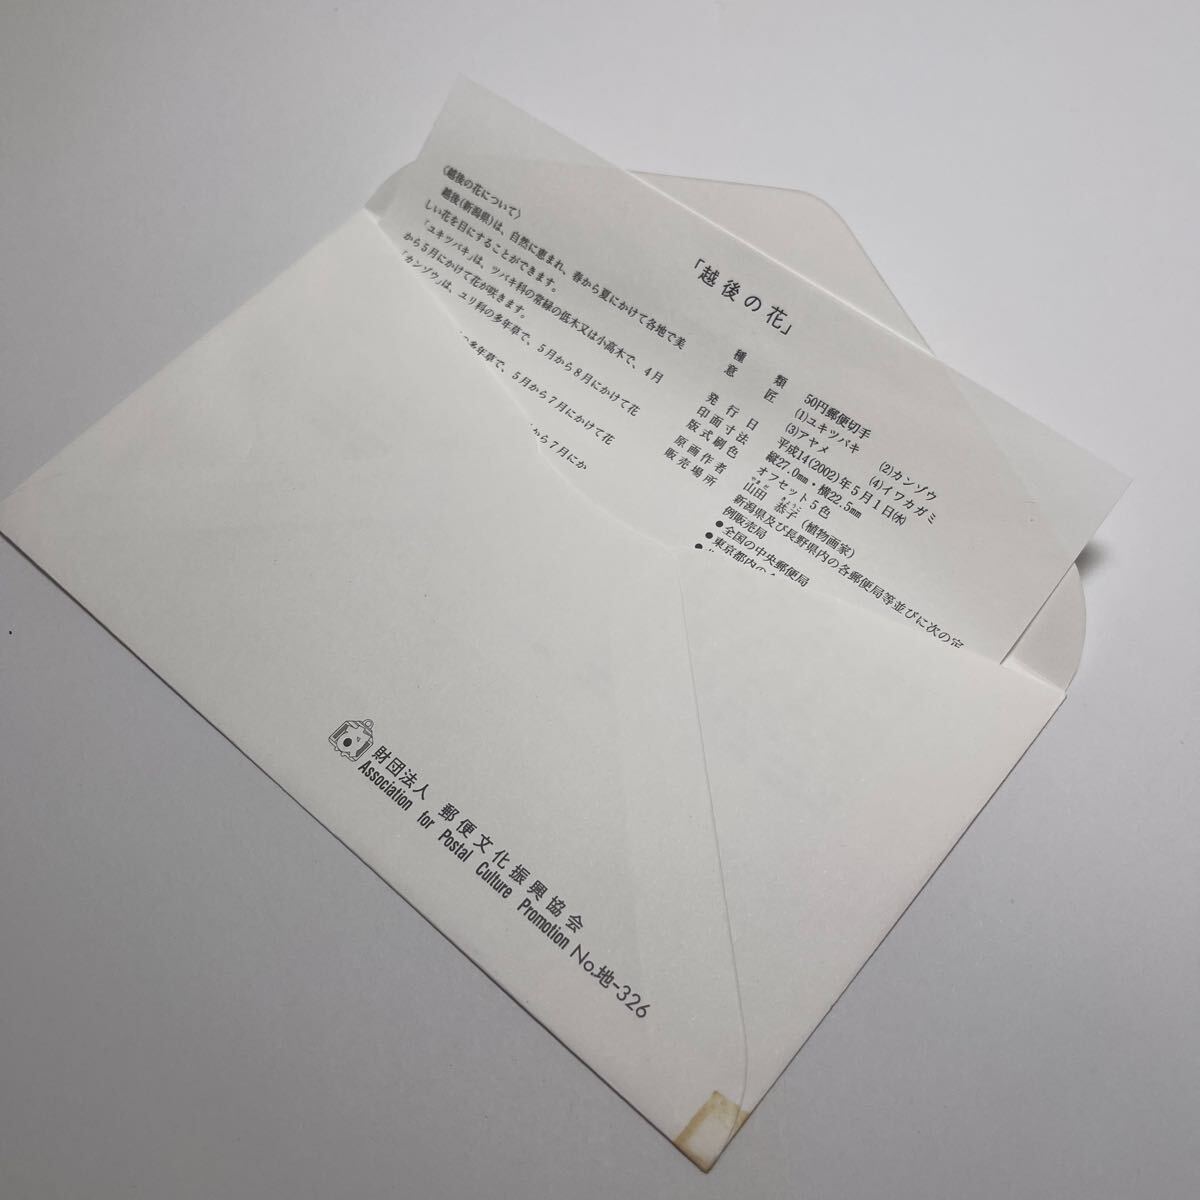 「越後の花」
〈越後の花について〉
越後(新潟県)は、自然に恵まれ、春から夏にかけて各地で美
しい花を目にすることができます。
「ユキツバキ」は、ツバキ科の常緑の低木又は小高木で、4月
から5月にかけて花が咲きます。
「カンゾウ」は、ユリ科の多年草で、5月から8月にかけて花
多年草で、5月から7月にかけて花
から7月にか
種類 50円郵便切手
意匠 (1)ユキツバキ (2)カンゾウ
(3)アヤメ (4)イワカガミ
発行日 平成14(2002)年5月1日㈬
印面寸法 縦27.0mm・横22.5mm
版式刷色 オフセット5色
原画作者 山田 恭子(植物画家)
やまだ きょうこ
販売場所 新潟県及び長野県内の各郵便局等並びに次の定
例販売局
●全国の中央郵便局
●東京都内の
財団法人 郵便文化振興協会
Association for Postal Culture Promotion No.地-326